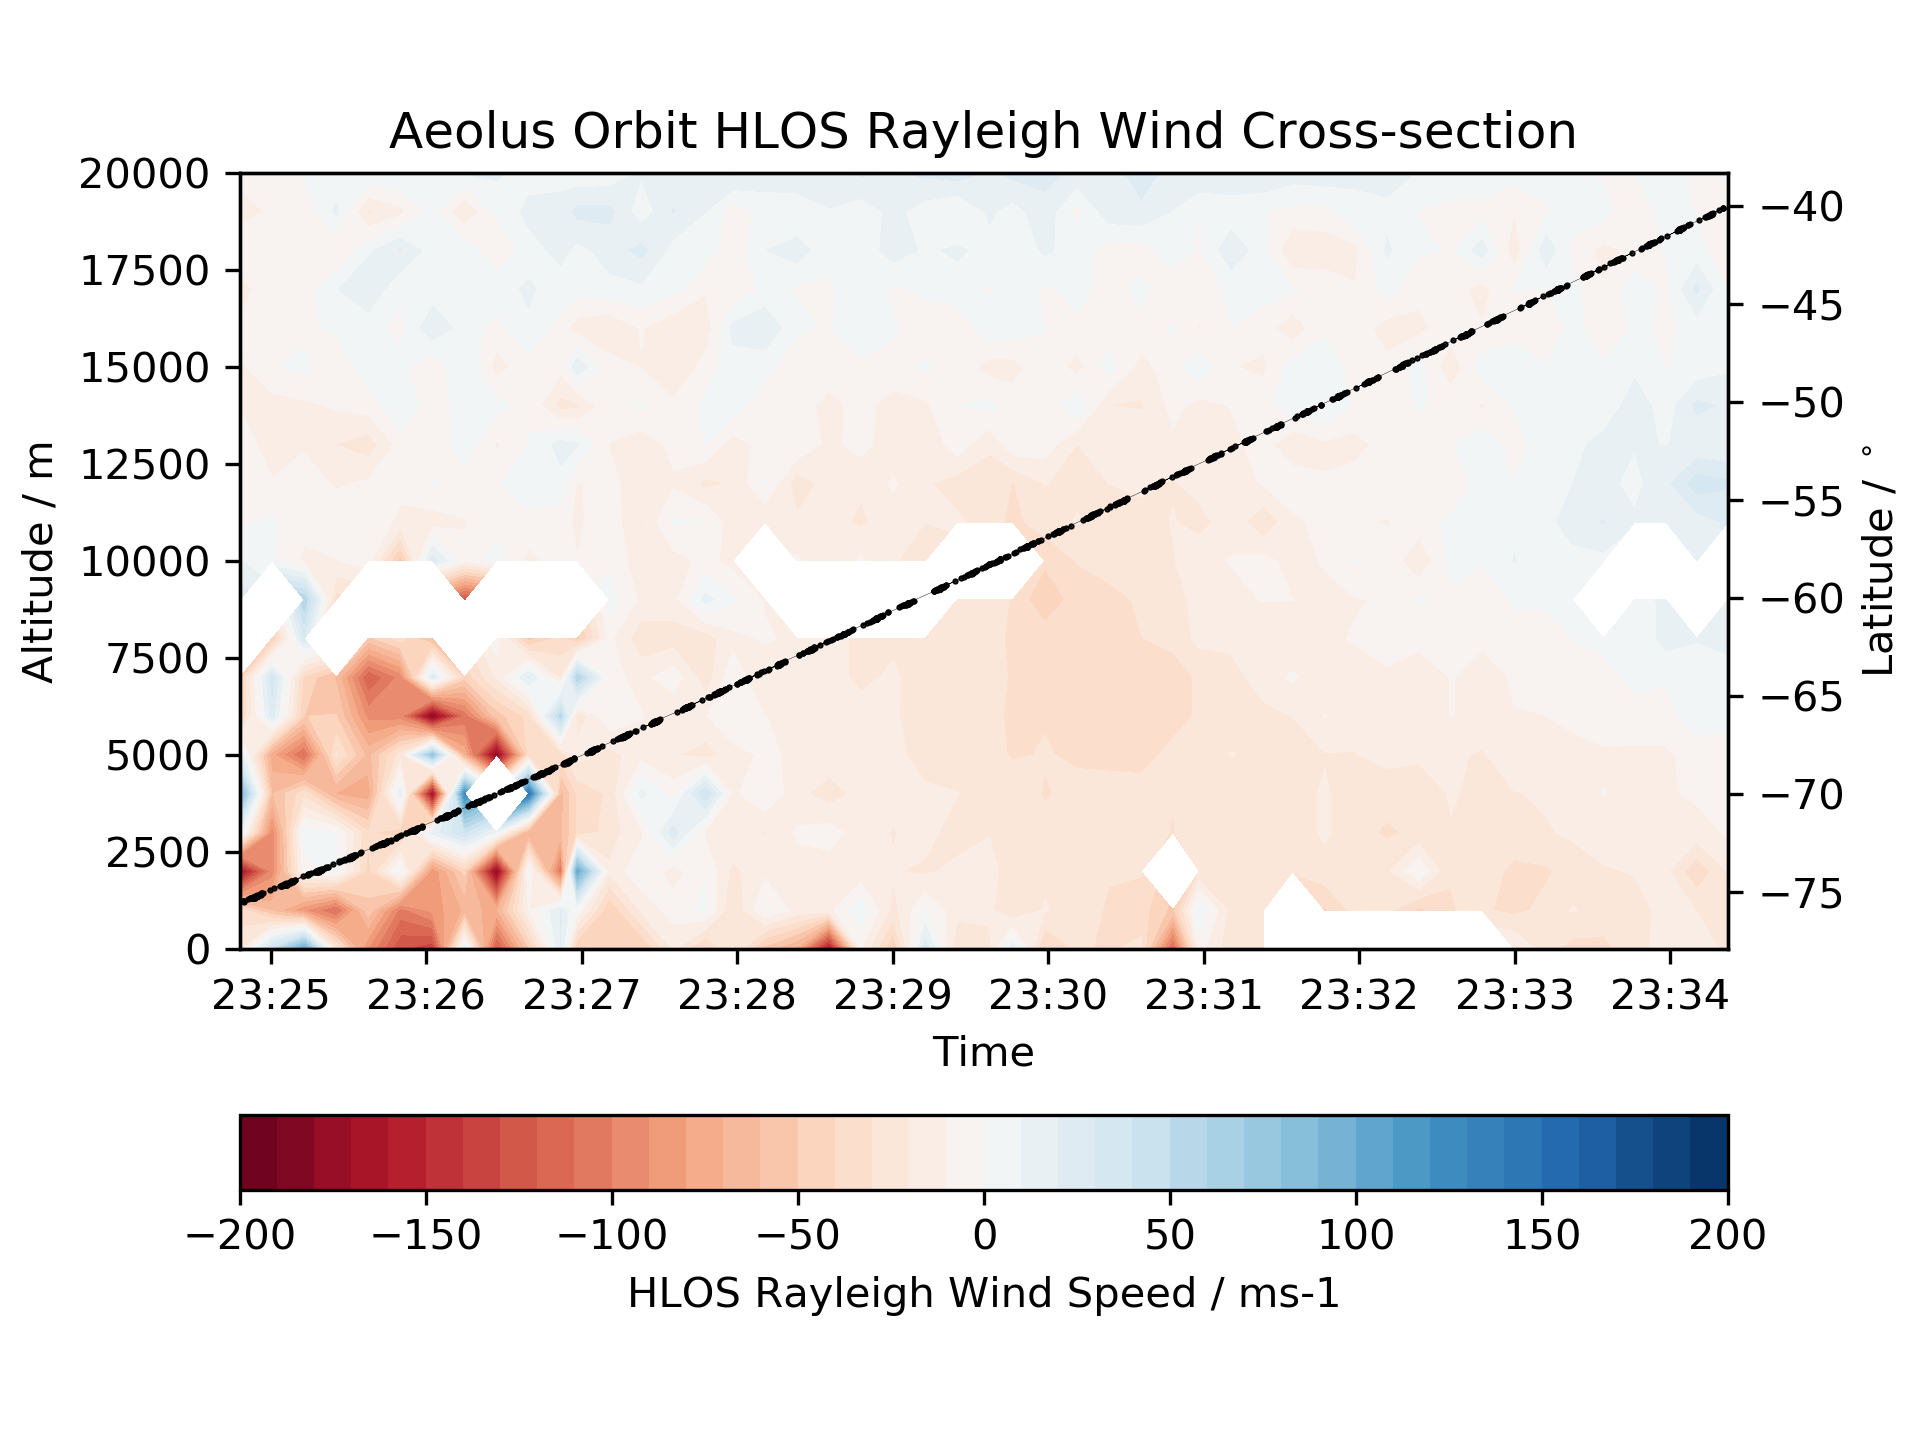 Aeolus Orbit HLOS Rayleigh Wind Cross-section
20000
17500
15000
12500
10000
7500
5000
2500
0
Altitude / m
−40
−45
−50
−55
−60
−65
−70
−75
Latitude / °
23:25 23:26 23:27 23:28 23:29 23:30 23:31 23:32 23:33 23:34
Time
−200 −150 −100 −50 0 50 100 150 200
HLOS Rayleigh Wind Speed / ms-1